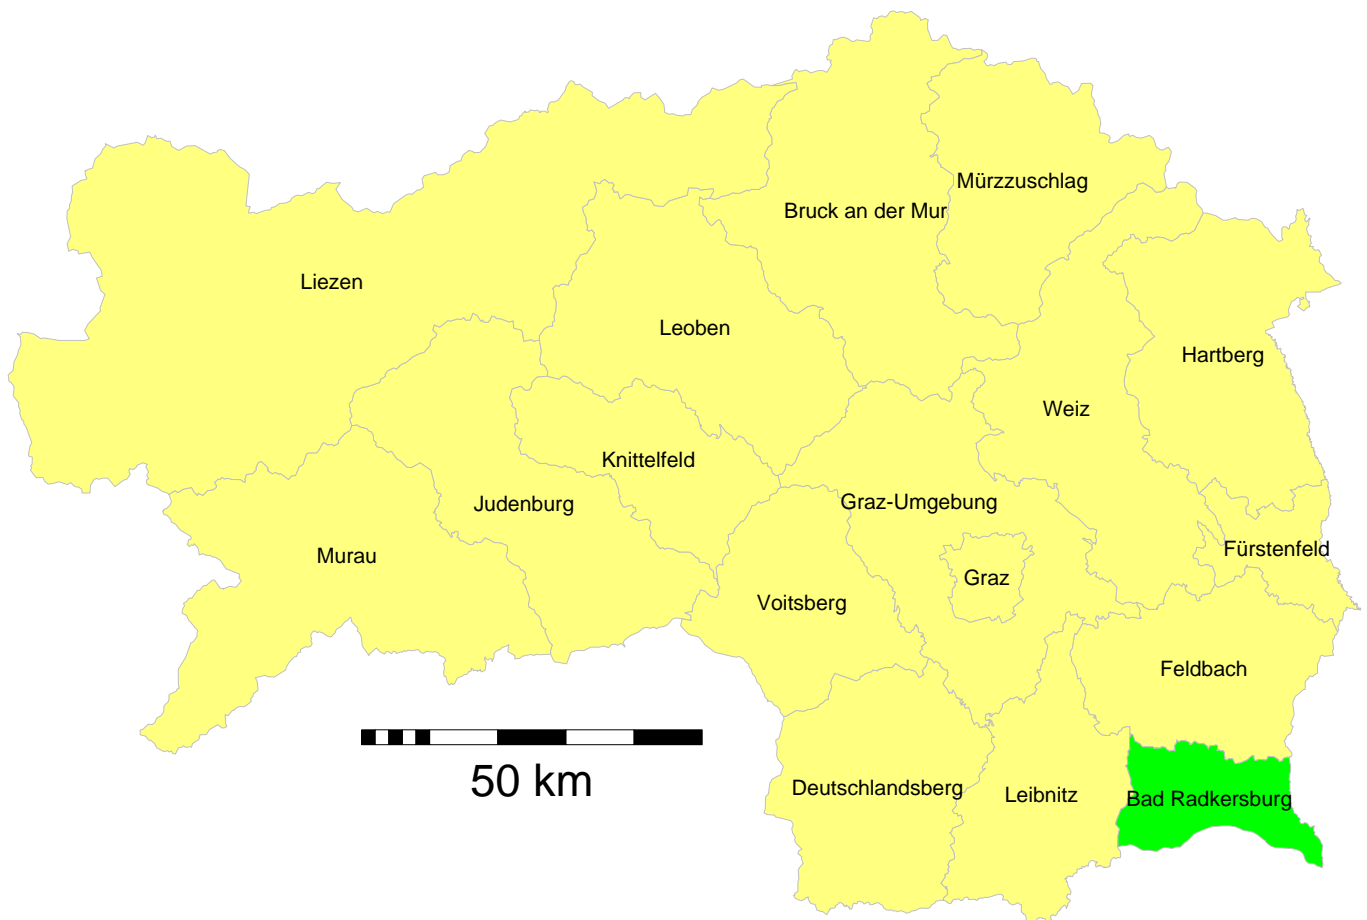 Mürzzuschlag
Bruck an der Mur
Liezen
Leoben
Hartberg
Weiz
Knittelfeld
Judenburg
Graz-Umgebung
Fürstenfeld
Murau
Graz
Voitsberg
Feldbach
50 km
Deutschlandsberg
Leibnitz
Bad Radkersburg